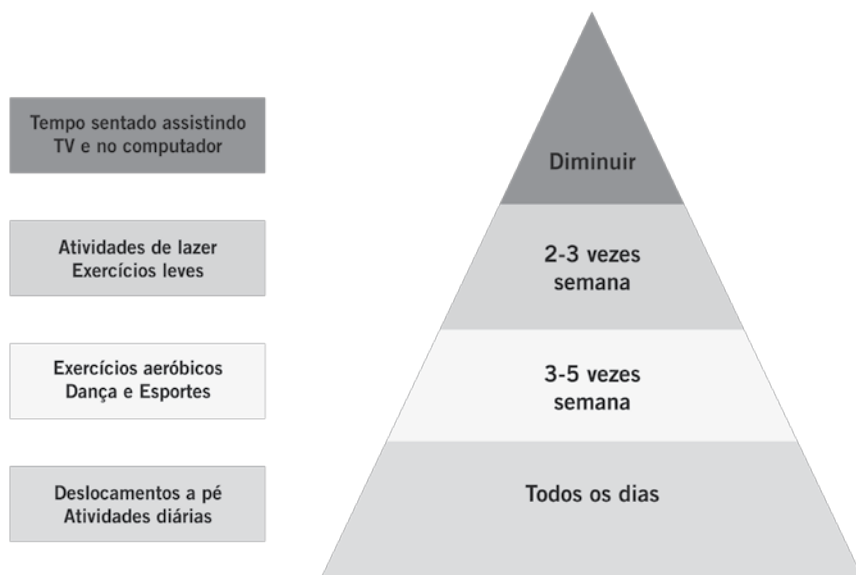 Tempo sentado assistindo
TV e no computador
Diminuir
Atividades de lazer
Exercícios leves
2-3 vezes
semana
Exercícios aeróbicos
Dança e Esportes
3-5 vezes
semana
Deslocamentos a pé
Atividades diárias
Todos os dias